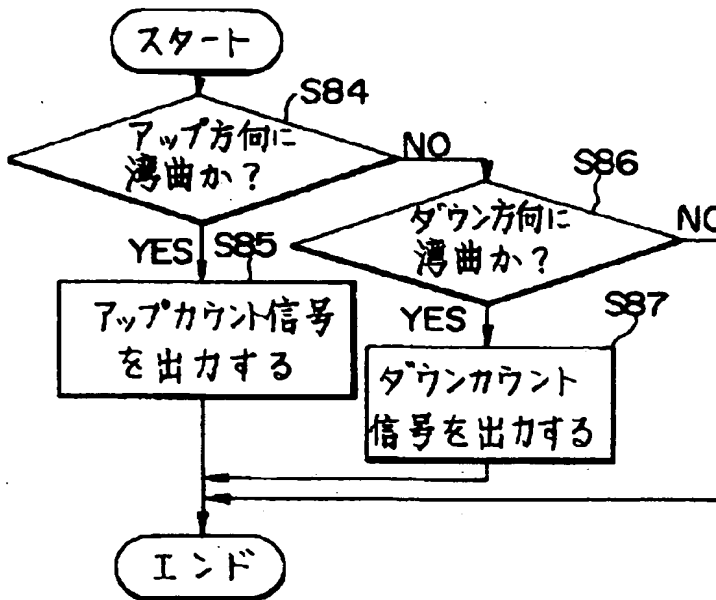 スタート
S84
アップ方向に
湾曲か？
NO
S86
ダウン方向に
湾曲か？
NO
YES
S85
アップカウント信号
を出力する
YES
S87
ダウンカウント
信号を出力する
エンド